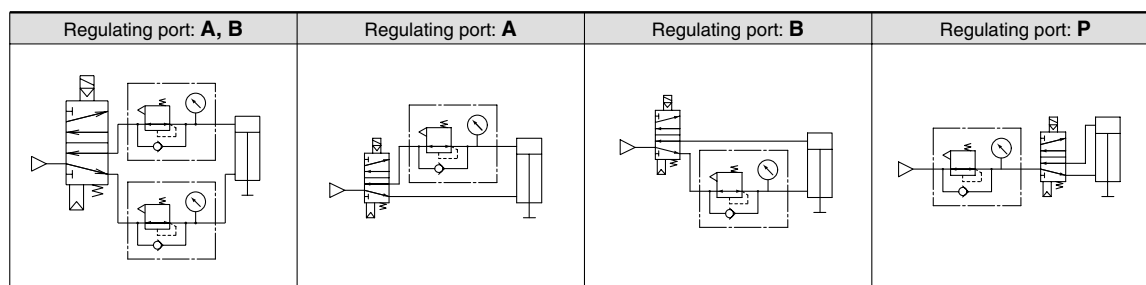 Regulating port: A, B
Regulating port: A
Regulating port: B
Regulating port: P